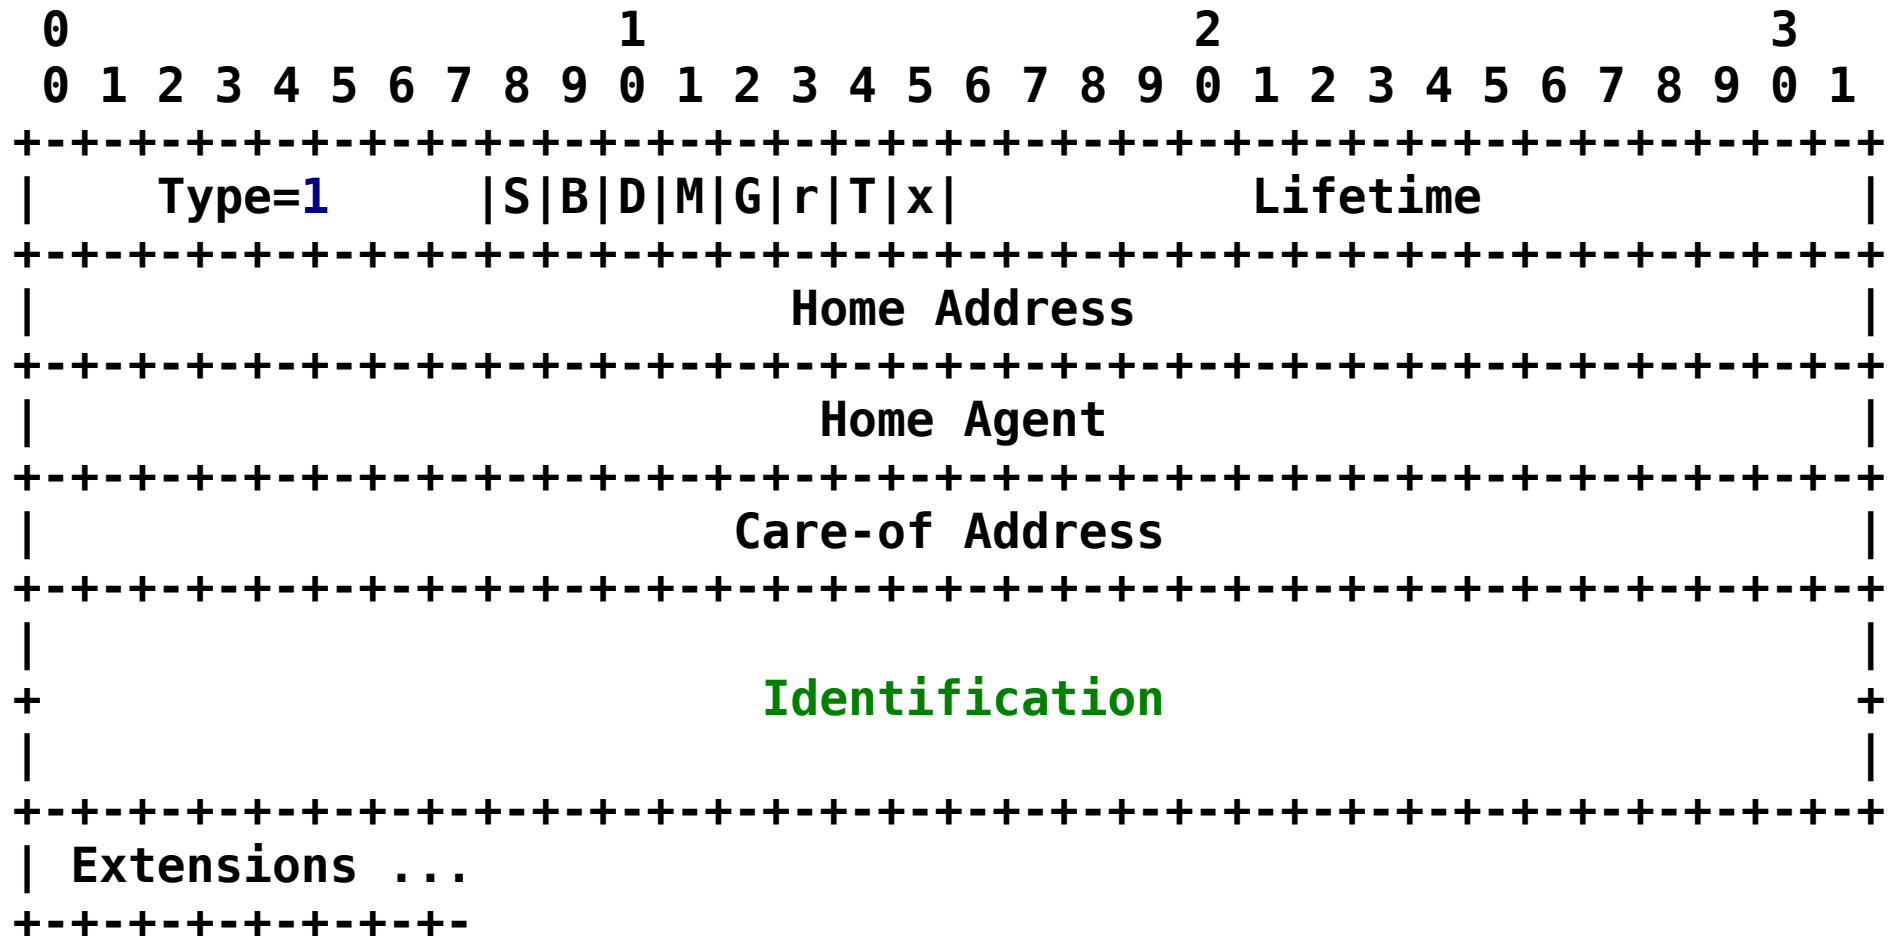 0                   1                   2                   3
 0 1 2 3 4 5 6 7 8 9 0 1 2 3 4 5 6 7 8 9 0 1 2 3 4 5 6 7 8 9 0 1
+-+-+-+-+-+-+-+-+-+-+-+-+-+-+-+-+-+-+-+-+-+-+-+-+-+-+-+-+-+-+-+-+
|    Type=1     |S|B|D|M|G|r|T|x|          Lifetime             |
+-+-+-+-+-+-+-+-+-+-+-+-+-+-+-+-+-+-+-+-+-+-+-+-+-+-+-+-+-+-+-+-+
|                          Home Address                         |
+-+-+-+-+-+-+-+-+-+-+-+-+-+-+-+-+-+-+-+-+-+-+-+-+-+-+-+-+-+-+-+-+
|                           Home Agent                          |
+-+-+-+-+-+-+-+-+-+-+-+-+-+-+-+-+-+-+-+-+-+-+-+-+-+-+-+-+-+-+-+-+
|                        Care-of Address                        |
+-+-+-+-+-+-+-+-+-+-+-+-+-+-+-+-+-+-+-+-+-+-+-+-+-+-+-+-+-+-+-+-+
|                                                               |
+                         Identification                        +
|                                                               |
+-+-+-+-+-+-+-+-+-+-+-+-+-+-+-+-+-+-+-+-+-+-+-+-+-+-+-+-+-+-+-+-+
| Extensions ...
+-+-+-+-+-+-+-+-